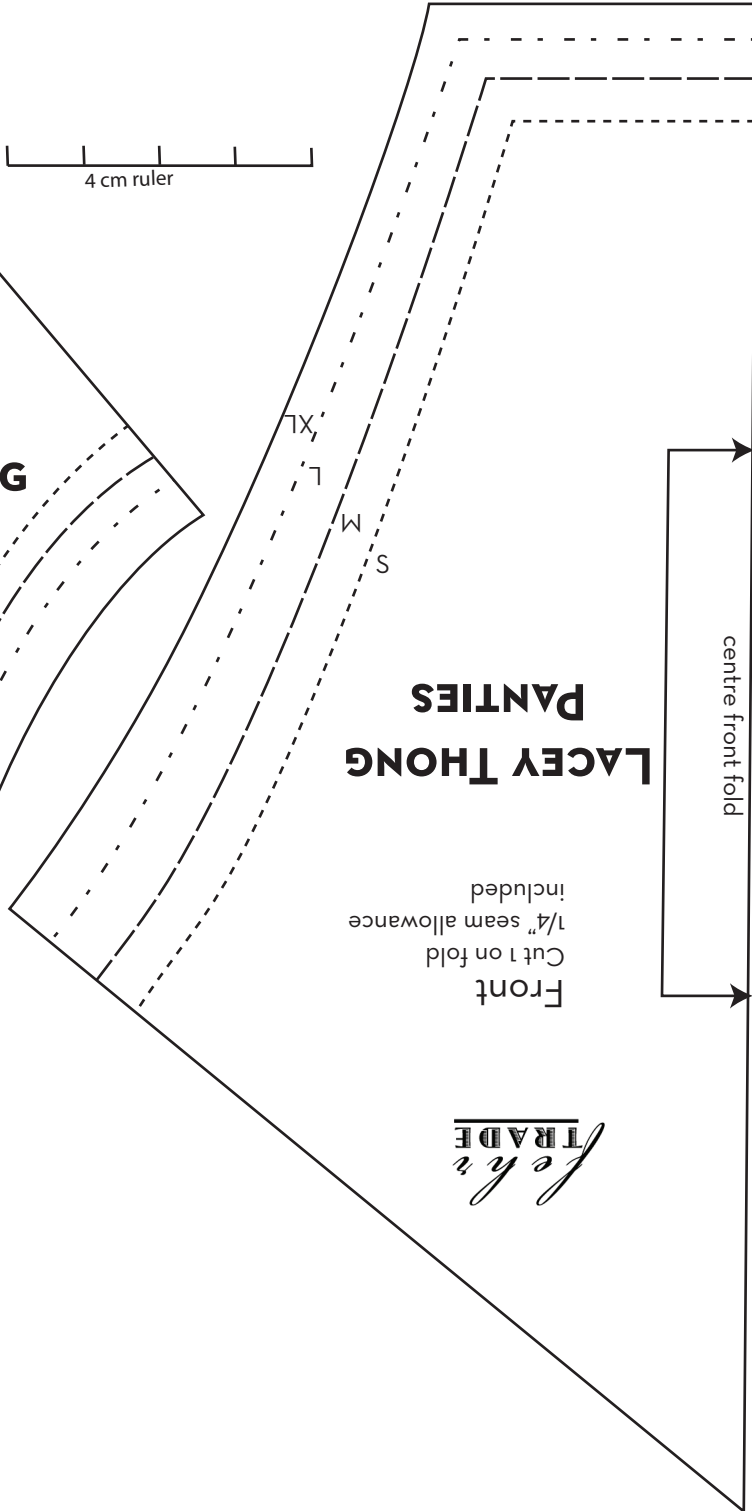 4 cm ruler
G
XL
L
M
S
LACEY THONG
PANTIES
centre front fold
Front
Cut 1 on fold
1/4" seam allowance
included
fehr
TRADE